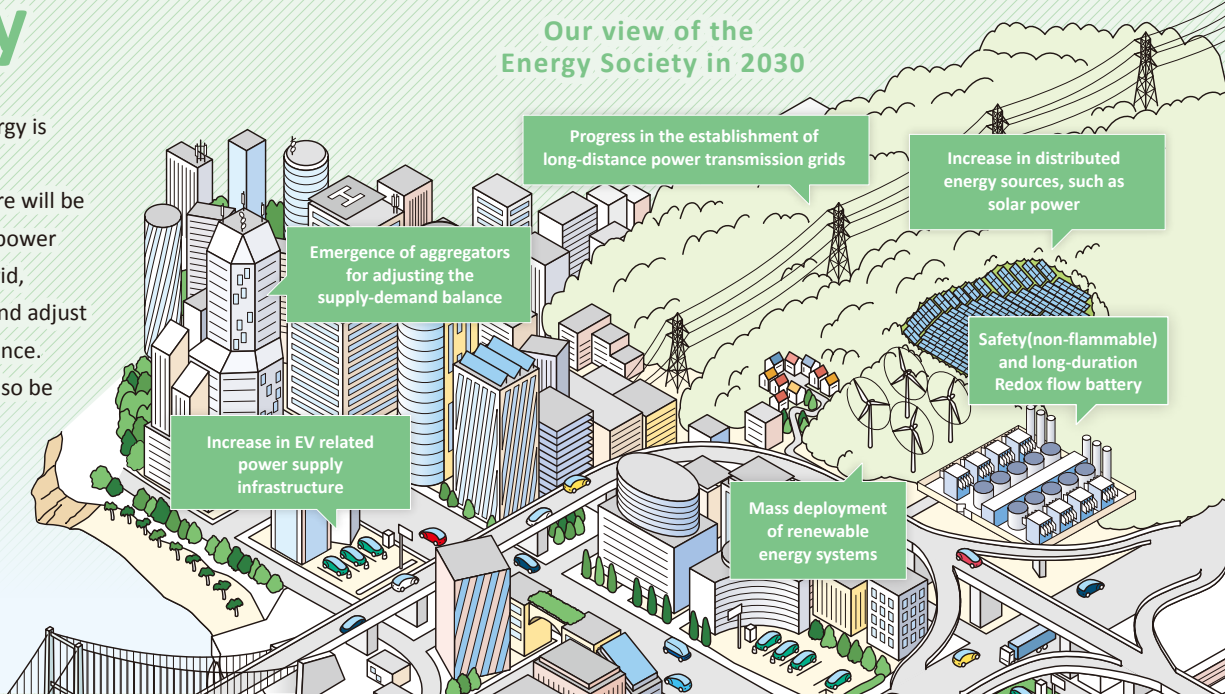 y
Our view of the
Energy Society in 2030
rgy is
re will be
power
id,
nd adjust
nce.
so be
Progress in the establishment of
long-distance power transmission grids
Increase in distributed
energy sources, such as
solar power
Emergence of aggregators
for adjusting the
supply-demand balance
Safety(non-flammable)
and long-duration
Redox flow battery
Increase in EV related
power supply
infrastructure
Mass deployment
of renewable
energy systems
H